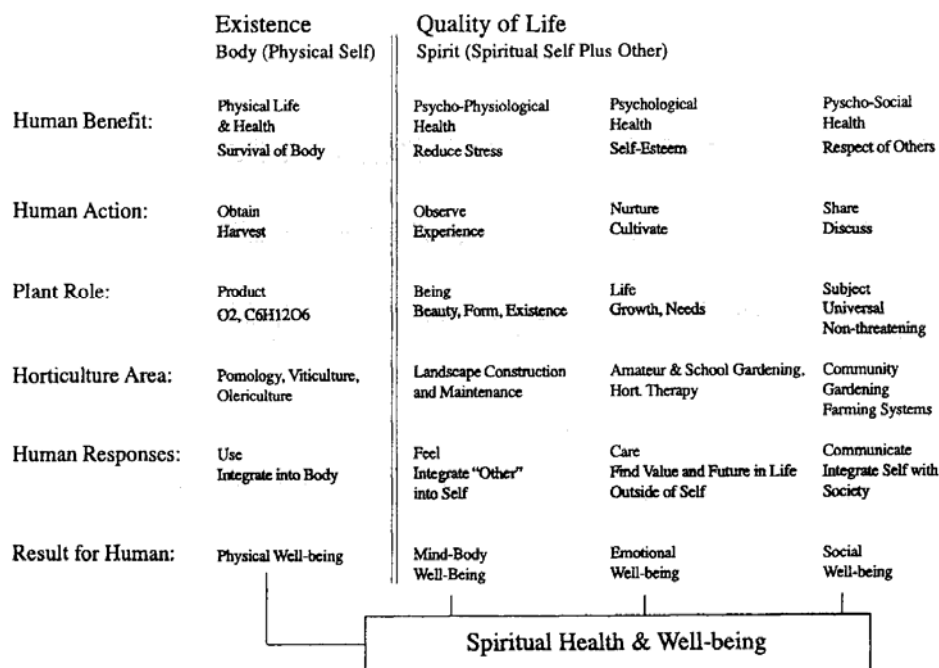 Existence
Body (Physical Self)
Quality of Life
Spirit (Spiritual Self Plus Other)
Human Benefit:
Physical Life
& Health
Survival of Body
Psycho-Physiological
Health
Reduce Stress
Psychological
Health
Self-Esteem
Pyscho-Social
Health
Respect of Others
Human Action:
Obtain
Harvest
Observe
Experience
Nurture
Cultivate
Share
Discuss
Plant Role:
Product
O2, C6H12O6
Being
Beauty, Form, Existence
Life
Growth, Needs
Subject
Universal
Non-threatening
Horticulture Area:
Pomology, Viticulture,
Olericulture
Landscape Construction
and Maintenance
Amateur & School Gardening,
Hort. Therapy
Community
Gardening
Farming Systems
Human Responses:
Use
Integrate into Body
Feel
Integrate "Other"
into Self
Care
Find Value and Future in Life
Outside of Self
Communicate
Integrate Self with
Society
Result for Human:
Physical Well-being
Mind-Body
Well-Being
Emotional
Well-being
Social
Well-being
Spiritual Health & Well-being